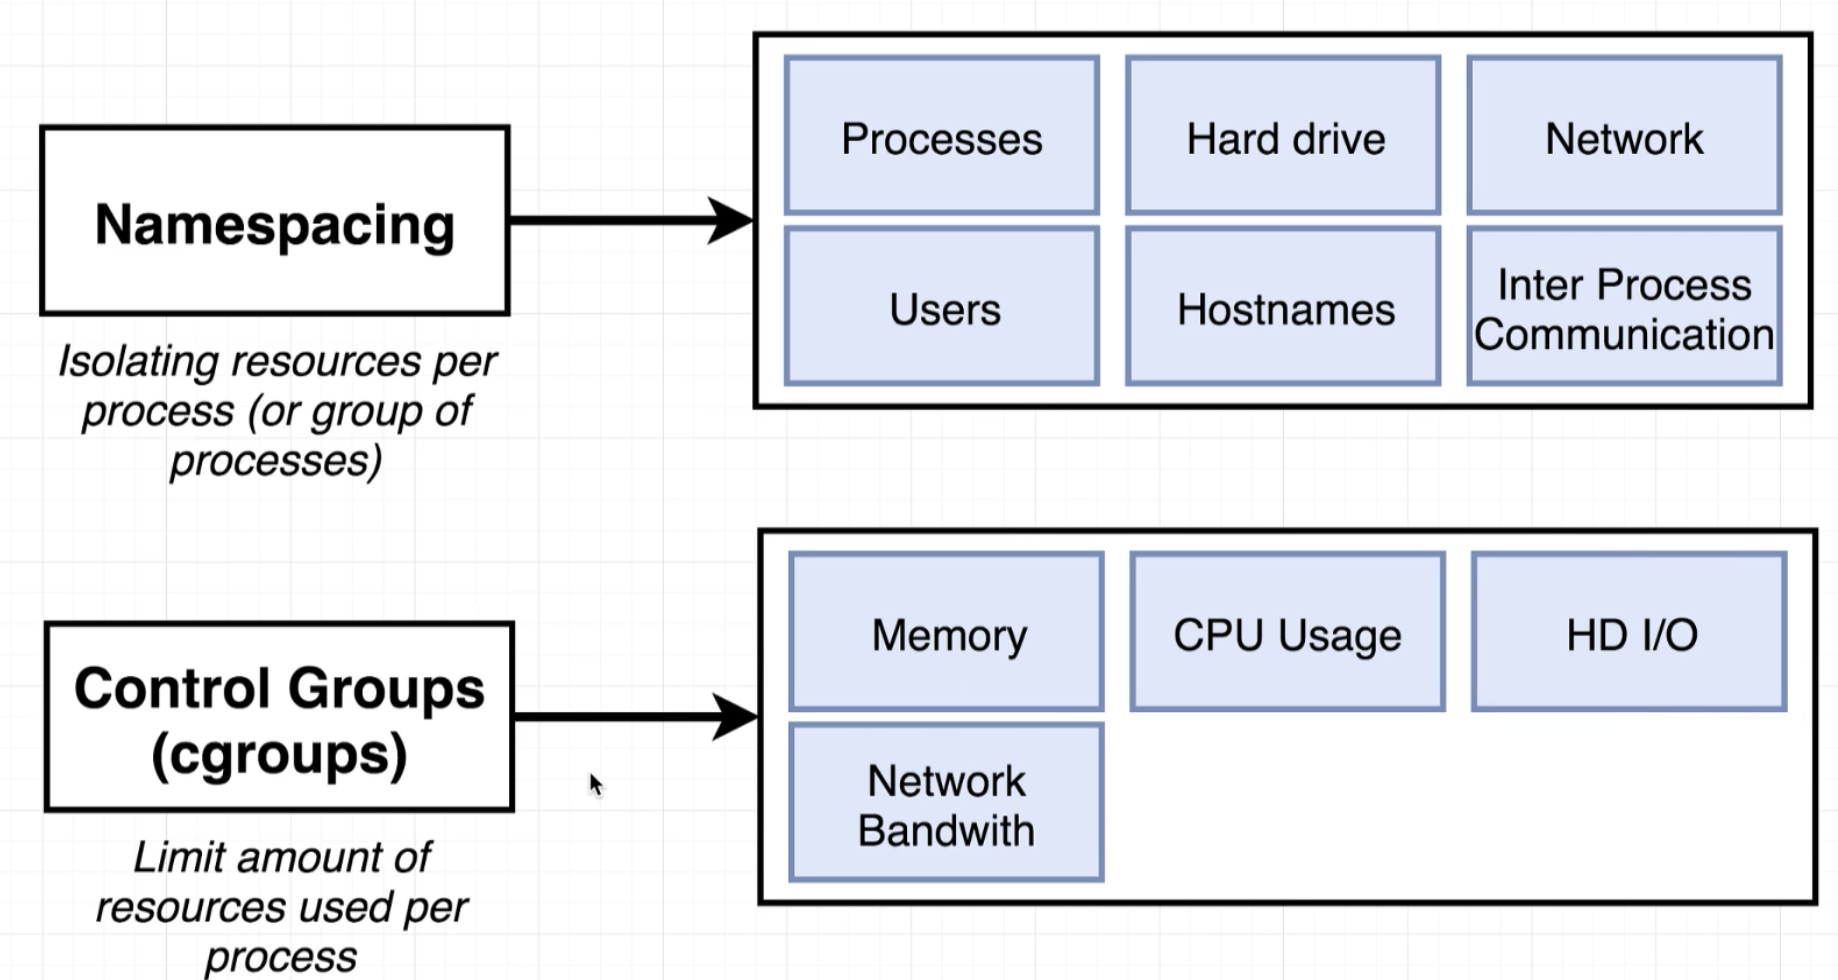 Namespacing
Isolating resources per
process (or group of
processes)
Processes
Hard drive
Network
Users
Hostnames
Inter Process
Communication
Control Groups
(cgroups)
Limit amount of
resources used per
process
Memory
CPU Usage
HD I/O
Network
Bandwith